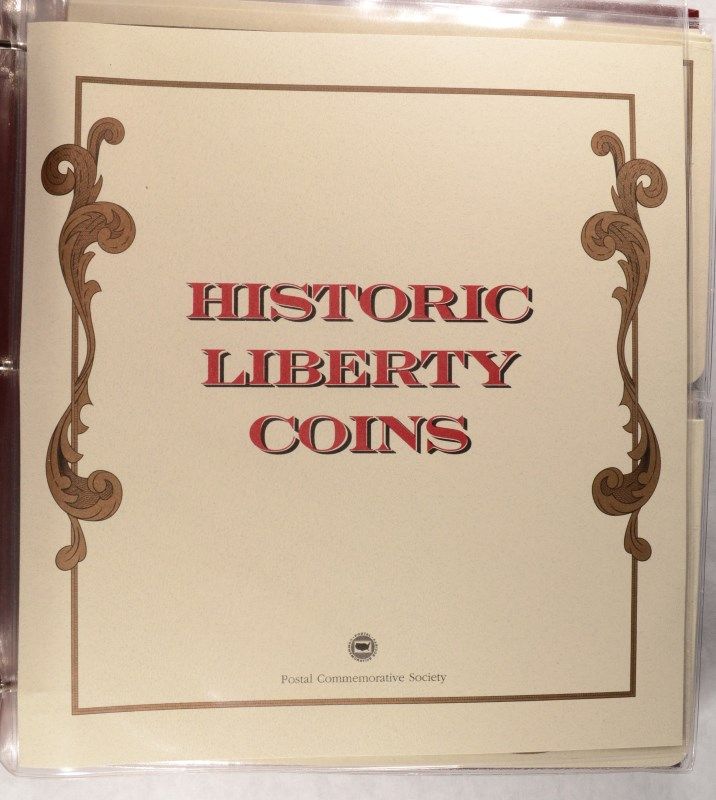 HISTORIC
LIBERTY
COINS
Postal Commemorative Society